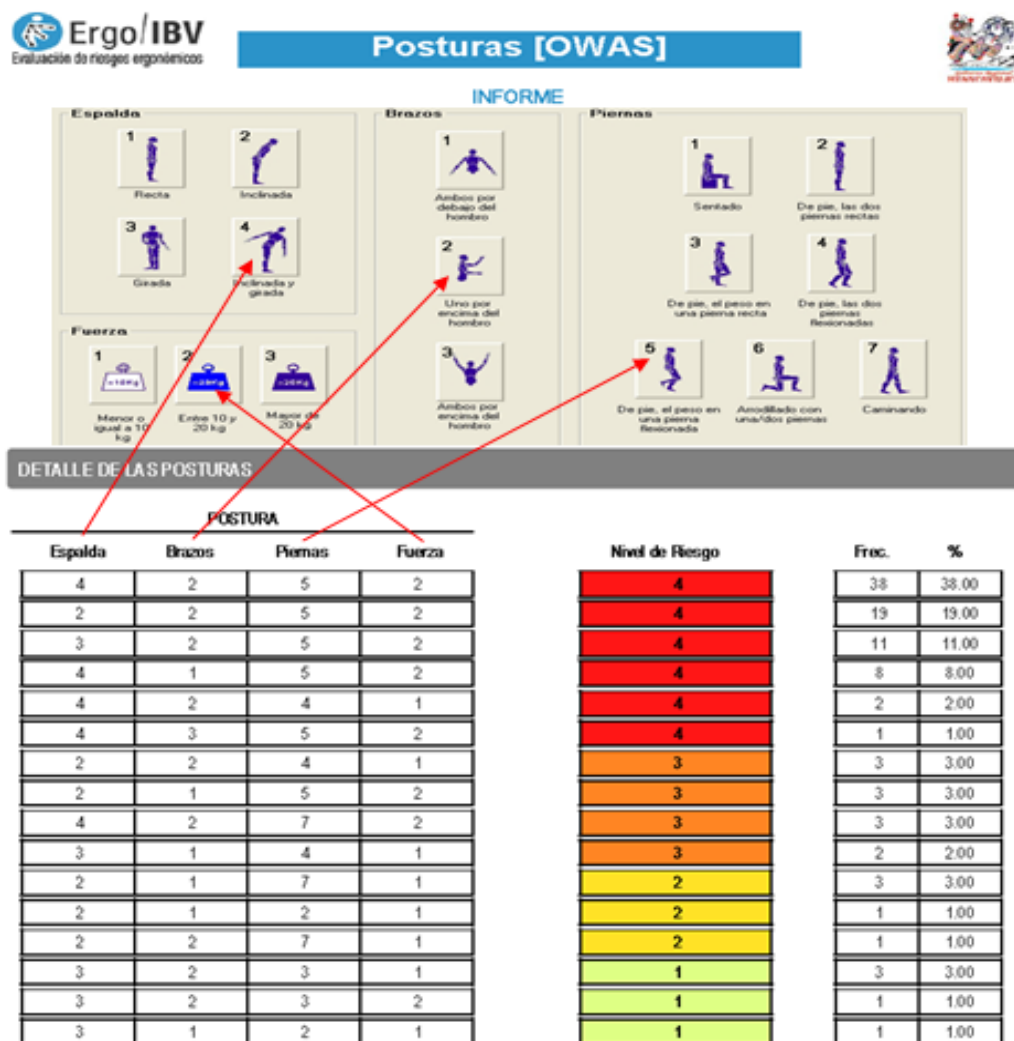 Ergo/IBV
Evaluación de riesgos ergonómicos
Posturas [OWAS]
INFORME
Espalda
1
Recta
2
Inclinada
3
Girada
4
Inclinada y
girada
Fuerza
1
Menor o
igual a 10
kg
2
Entre 10 y
20 kg
3
Mayor de
20 kg
Brazos
1
Ambos por
debajo del
hombro
2
Uno por
encima del
hombro
3
Ambos por
encima del
hombro
Piernas
1
Sentado
2
De pie, las dos
piernas rectas
3
De pie, el peso en
una pierna recta
4
De pie, las dos
piernas
flexionadas
5
De pie, el peso en
una pierna
flexionada
6
Arrodillado con
una/dos piernas
7
Caminando
DETALLE DE LAS POSTURAS
POSTURA
Espalda Brazos Piernas Fuerza Nivel de Riesgo Frec. %
4 2 5 2 4 38 38.00
2 2 5 2 4 19 19.00
3 2 5 2 4 11 11.00
4 1 5 2 4 8 8.00
4 2 4 1 4 2 2.00
4 3 5 2 4 1 1.00
2 2 4 1 3 3 3.00
2 1 5 2 3 3 3.00
4 2 7 2 3 3 3.00
3 1 4 1 3 2 2.00
2 1 7 1 2 3 3.00
2 1 2 1 2 1 1.00
2 2 7 1 2 1 1.00
3 2 3 1 1 3 3.00
3 2 3 2 1 1 1.00
3 1 2 1 1 1 1.00